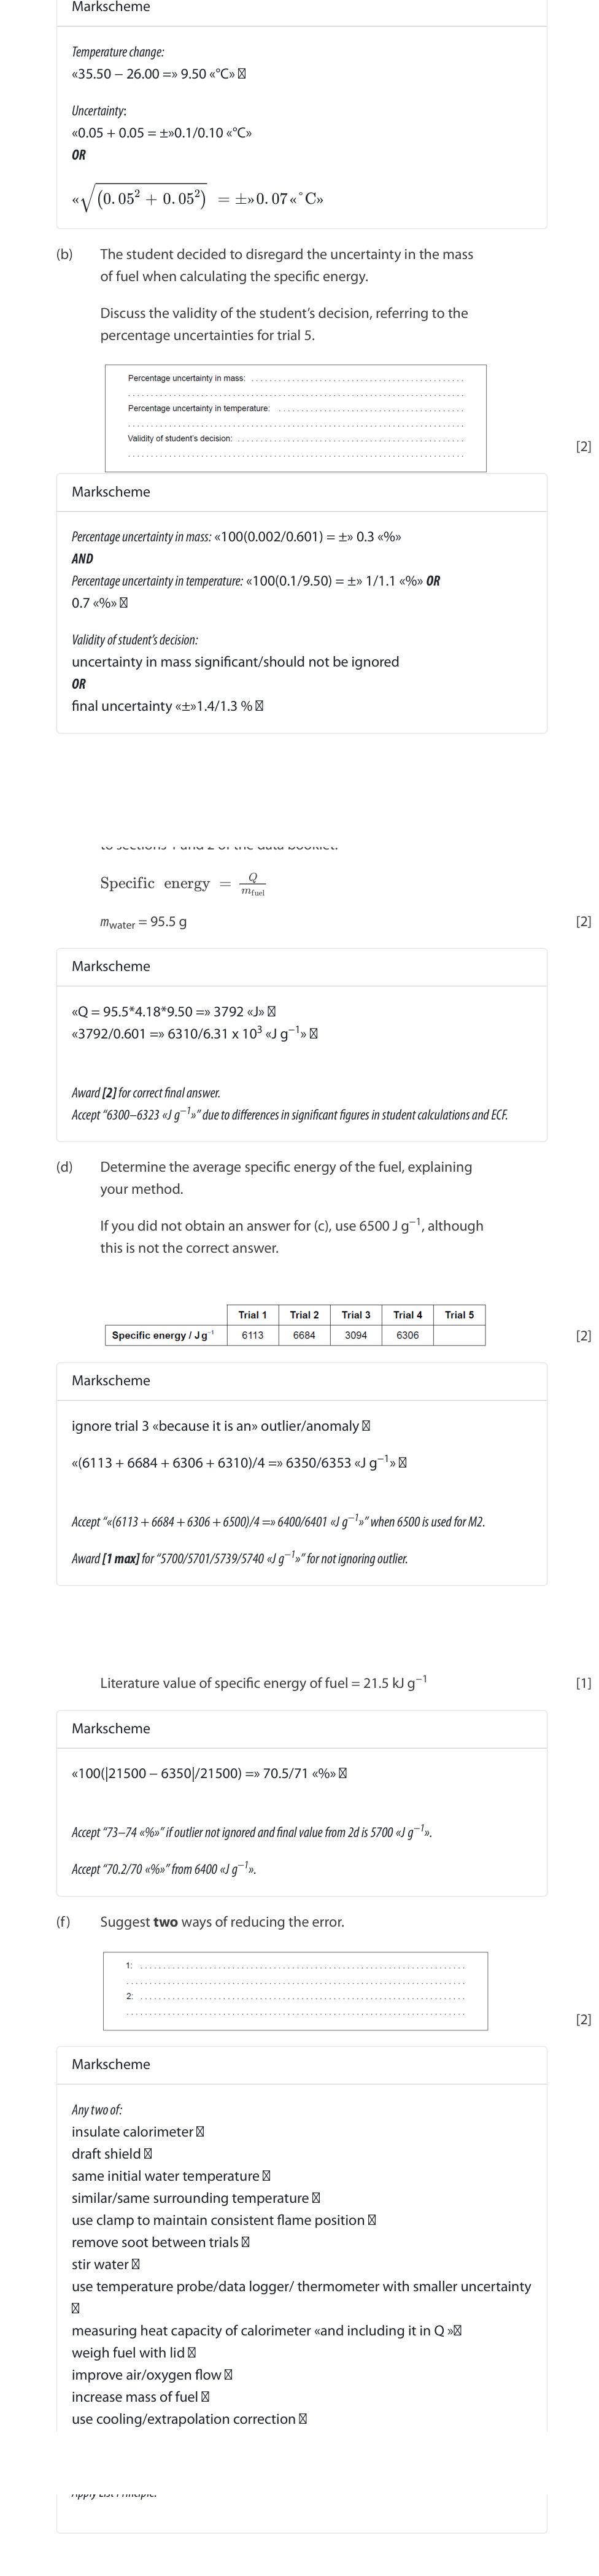 Markscheme
Temperature change:
«35.50 − 26.00 =» 9.50 «°C» 
Uncertainty:
«0.05 + 0.05 = ±»0.1/0.10 «°C»
OR
«√(0.05² + 0.05²) = ±»0.07«°C»
(b) The student decided to disregard the uncertainty in the mass
of fuel when calculating the specific energy.
Discuss the validity of the student’s decision, referring to the
percentage uncertainties for trial 5.
Percentage uncertainty in mass:
Percentage uncertainty in temperature:
Validity of student’s decision:
[2]
Markscheme
Percentage uncertainty in mass: «100(0.002/0.601) = ±» 0.3 «%»
AND
Percentage uncertainty in temperature: «100(0.1/9.50) = ±» 1/1.1 «%» OR
0.7 «%» 
Validity of student’s decision:
uncertainty in mass significant/should not be ignored
OR
final uncertainty «±»1.4/1.3 % 
Specific energy = Q/m_fuel
m_water = 95.5 g
[2]
Markscheme
«Q = 95.5*4.18*9.50 =» 3792 «J» 
«3792/0.601 =» 6310/6.31 x 10³ «J g⁻¹» 
Award [2] for correct final answer.
Accept “6300–6323 «J g⁻¹»” due to differences in significant figures in student calculations and ECF.
(d) Determine the average specific energy of the fuel, explaining
your method.
If you did not obtain an answer for (c), use 6500 J g⁻¹, although
this is not the correct answer.
Trial 1 Trial 2 Trial 3 Trial 4 Trial 5
Specific energy / J g⁻¹ 6113 6684 3094 6306
[2]
Markscheme
ignore trial 3 «because it is an» outlier/anomaly 
«(6113 + 6684 + 6306 + 6310)/4 =» 6350/6353 «J g⁻¹» 
Accept “«(6113 + 6684 + 6306 + 6500)/4 =» 6400/6401 «J g⁻¹»” when 6500 is used for M2.
Award [1 max] for “5700/5701/5739/5740 «J g⁻¹»” for not ignoring outlier.
Literature value of specific energy of fuel = 21.5 kJ g⁻¹
[1]
Markscheme
«100(|21500 − 6350|/21500) =» 70.5/71 «%» 
Accept “73–74 «%»” if outlier not ignored and final value from 2d is 5700 «J g⁻¹».
Accept “70.2/70 «%»” from 6400 «J g⁻¹».
(f) Suggest two ways of reducing the error.
1:
2:
[2]
Markscheme
Any two of:
insulate calorimeter 
draft shield 
same initial water temperature 
similar/same surrounding temperature 
use clamp to maintain consistent flame position 
remove soot between trials 
stir water 
use temperature probe/data logger/ thermometer with smaller uncertainty

measuring heat capacity of calorimeter «and including it in Q »
weigh fuel with lid 
improve air/oxygen flow 
increase mass of fuel 
use cooling/extrapolation correction